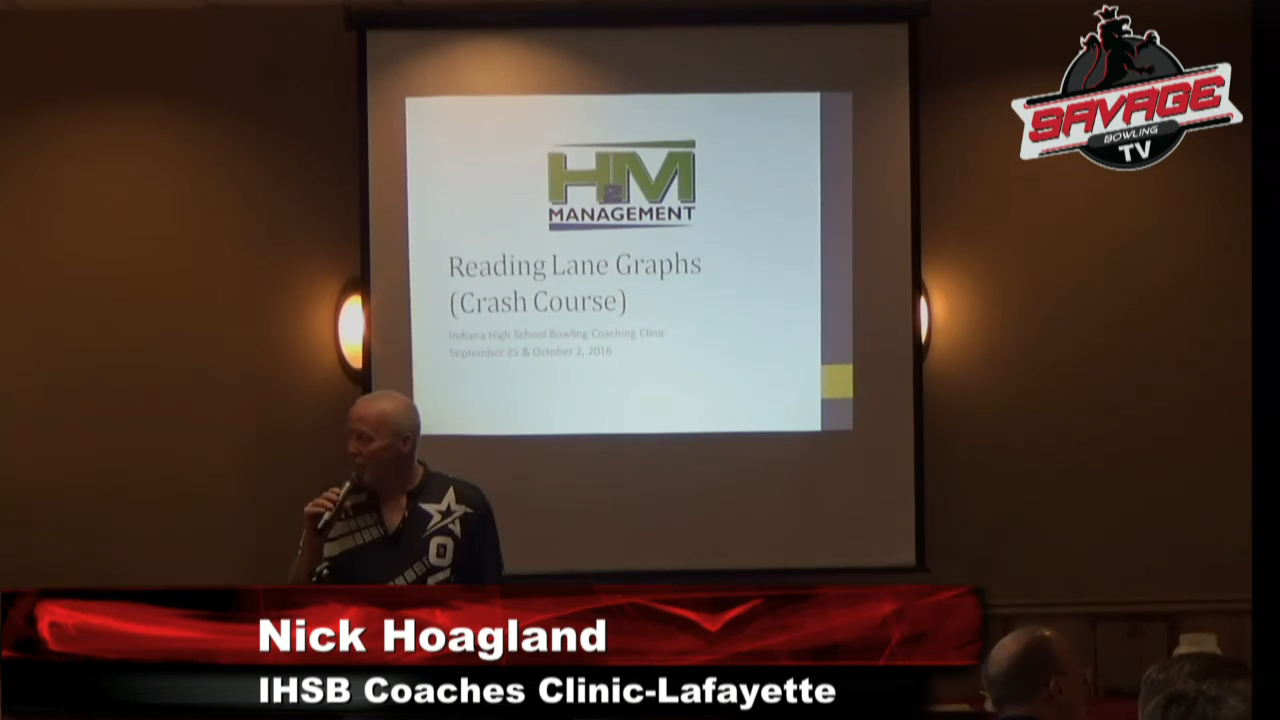 SAVAGE
BOWLING
TV
H2M
MANAGEMENT
Reading Lane Graphs
(Crash Course)
Indiana High School Bowling Coaching Clinic
September 25 & October 2, 2016
Nick Hoagland
IHSB Coaches Clinic-Lafayette